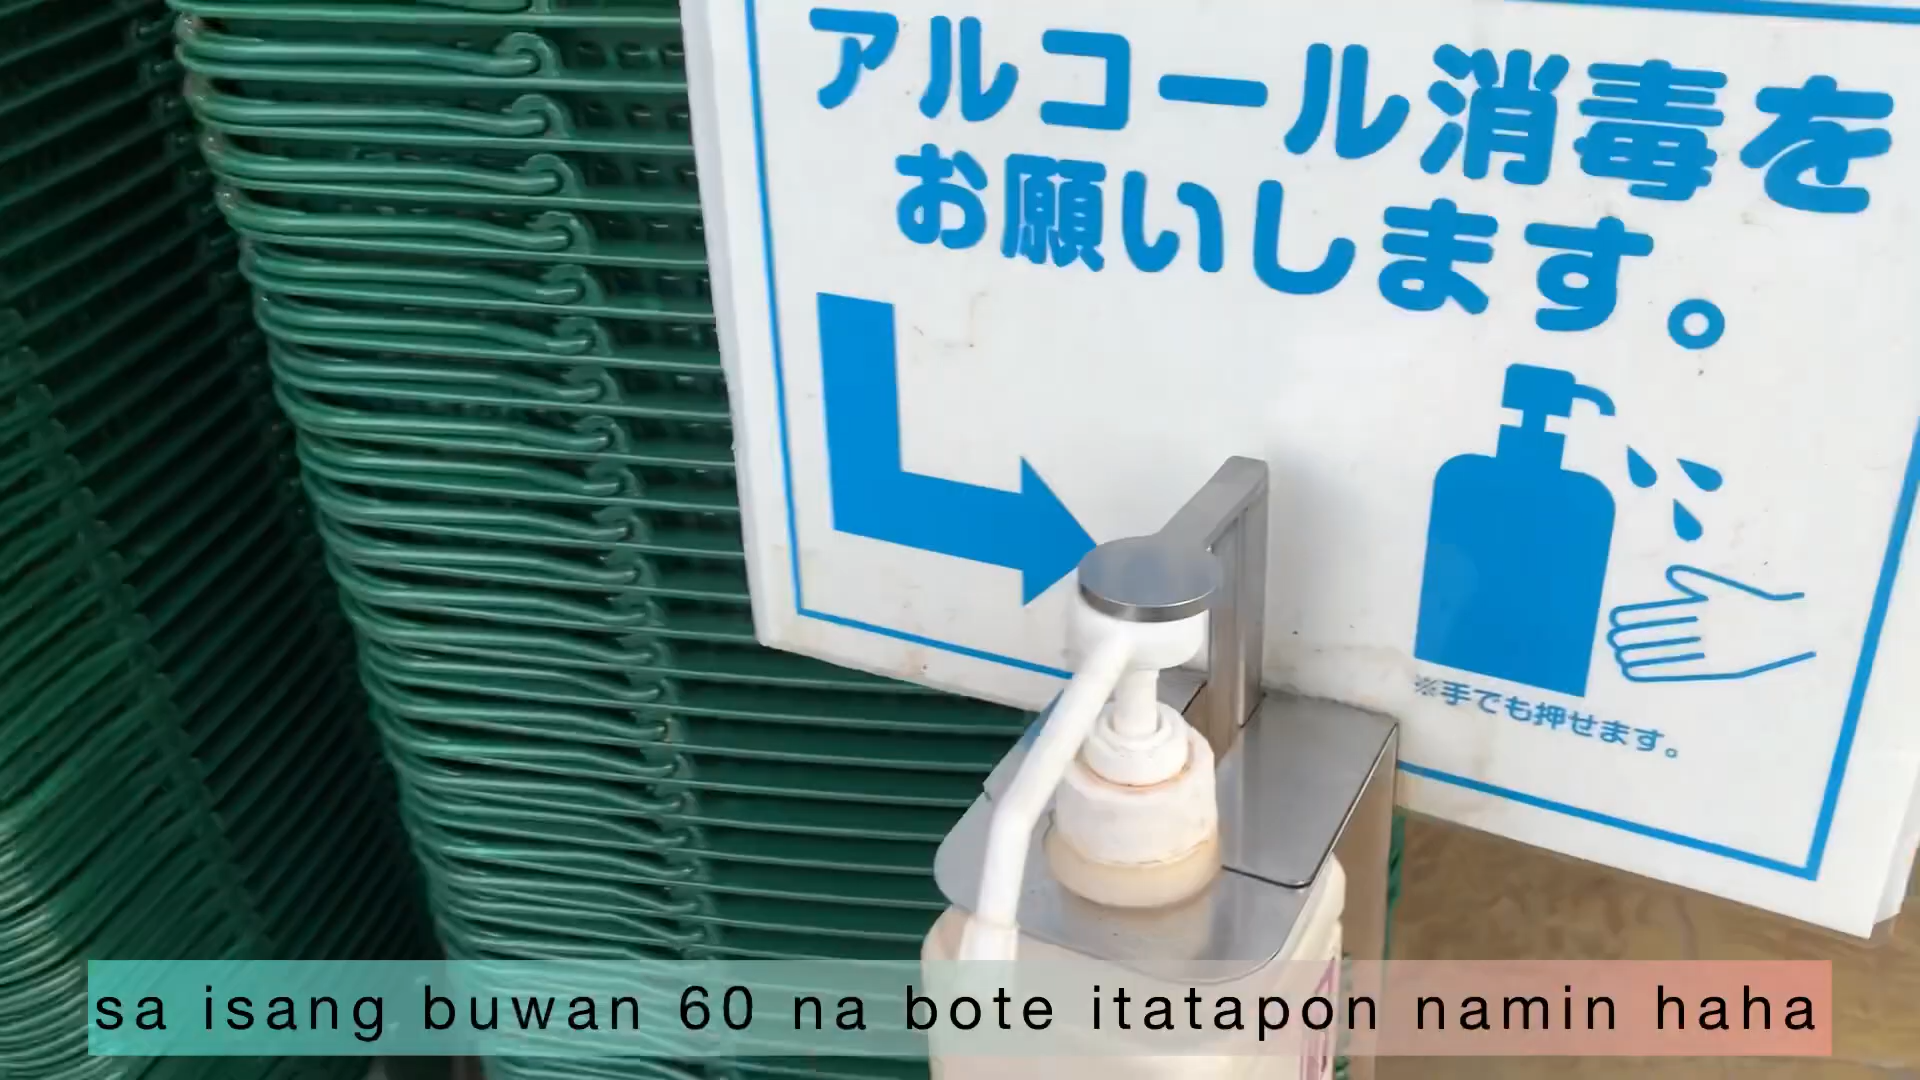 アルコール消毒を
お願いします。
※手でも押せます。
sa isang buwan 60 na bote itatapon namin haha